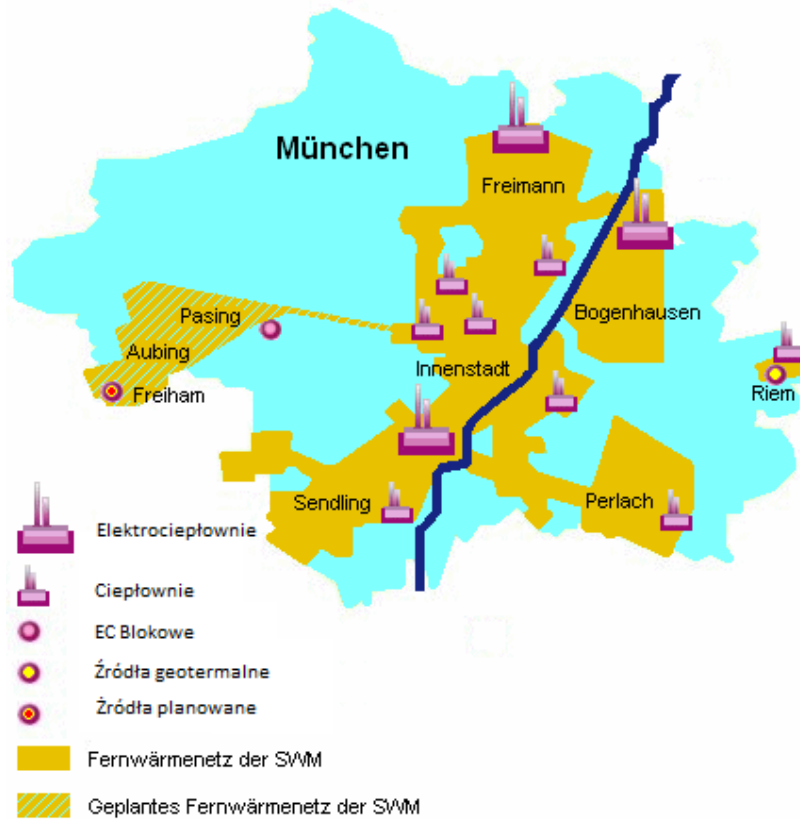 München
Freimann
Bogenhausen
Pasing
Aubing
Freiham
Innenstadt
Riem
Sendling
Perlach
Elektrociepłownie
Ciepłownie
EC Blokowe
Źródła geotermalne
Żródła planowane
Fernwärmenetz der SWM
Geplantes Fernwärmenetz der SWM